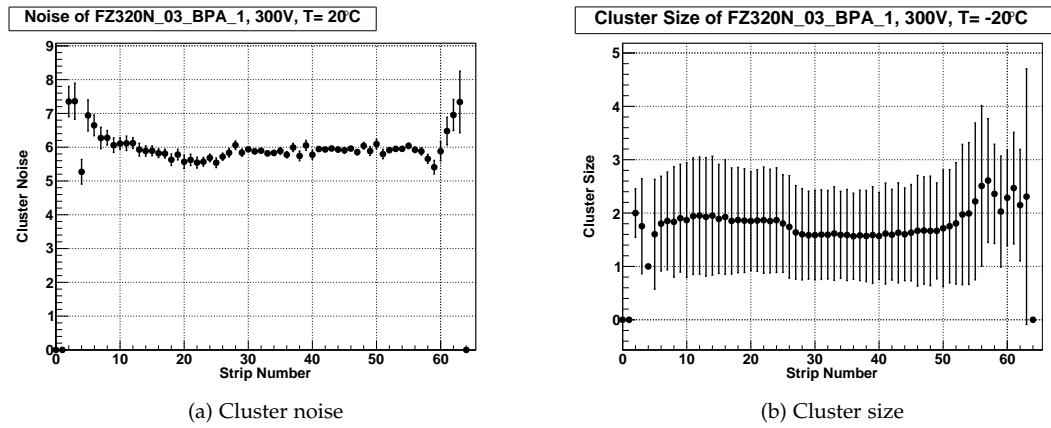 Noise of FZ320N_03_BPA_1, 300V, T= 20°C
Cluster Noise
9
8
7
6
5
4
3
2
1
0
0 10 20 30 40 50 60
Strip Number
(a) Cluster noise
Cluster Size of FZ320N_03_BPA_1, 300V, T= -20°C
Cluster Size
5
4
3
2
1
0
0 10 20 30 40 50 60
Strip Number
(b) Cluster size